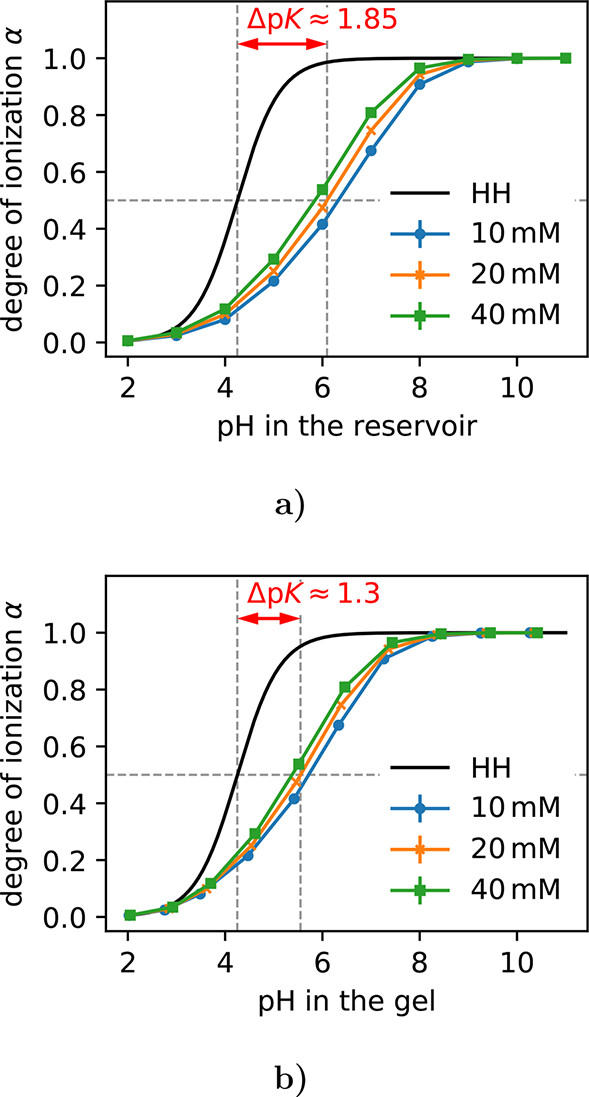 ΔpK ≈ 1.85
1.0
0.8
0.6
0.4
0.2
0.0
degree of ionization α
HH
10 mM
20 mM
40 mM
2 4 6 8 10
pH in the reservoir
a)
ΔpK ≈ 1.3
1.0
0.8
0.6
0.4
0.2
0.0
degree of ionization α
HH
10 mM
20 mM
40 mM
2 4 6 8 10
pH in the gel
b)